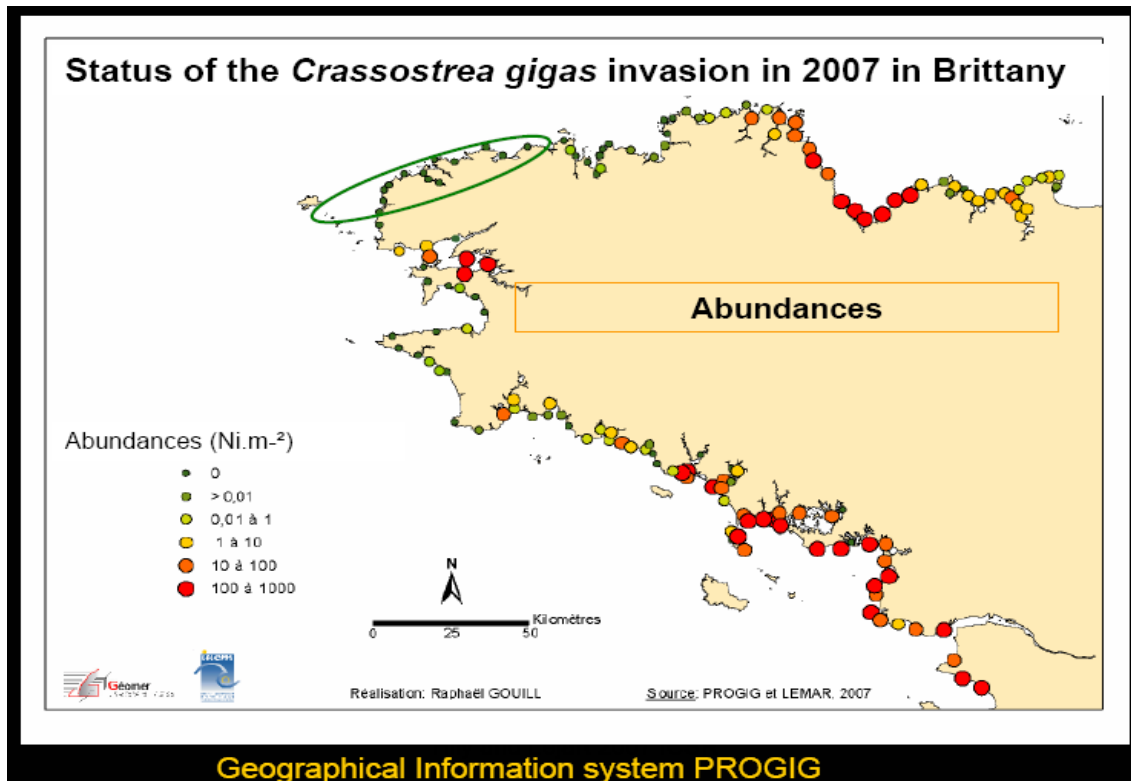 Status of the Crassostrea gigas invasion in 2007 in Brittany
Abundances
Abundances (Ni.m-²)
0
> 0,01
0,01 à 1
1 à 10
10 à 100
100 à 1000
N
Kilomètres
0 25 50
Géomer
Réalisation: Raphaël GOUILL
Source: PROGIG et LEMAR, 2007
Geographical Information system PROGIG